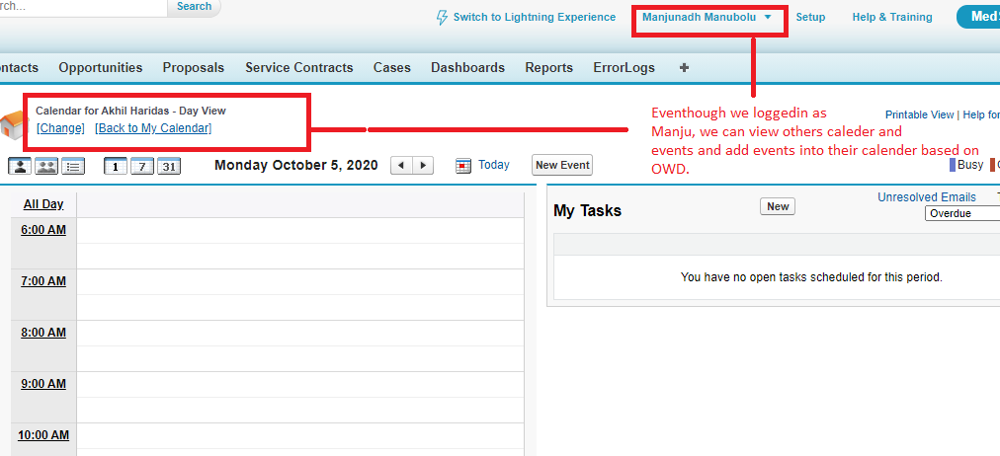 rch... Search
Switch to Lightning Experience Manjunadh Manubolu Setup Help & Training Med
ntacts Opportunities Proposals Service Contracts Cases Dashboards Reports ErrorLogs +
Calendar for Akhil Haridas - Day View
[Change] [Back to My Calendar]
Eventhough we loggedin as
Manju, we can view others caleder and
events and add events into their calender based on
OWD.
Printable View | Help for
1 7 31 Monday October 5, 2020 Today New Event
Busy
All Day
6:00 AM
7:00 AM
8:00 AM
9:00 AM
10:00 AM
My Tasks New Unresolved Emails
Overdue
You have no open tasks scheduled for this period.